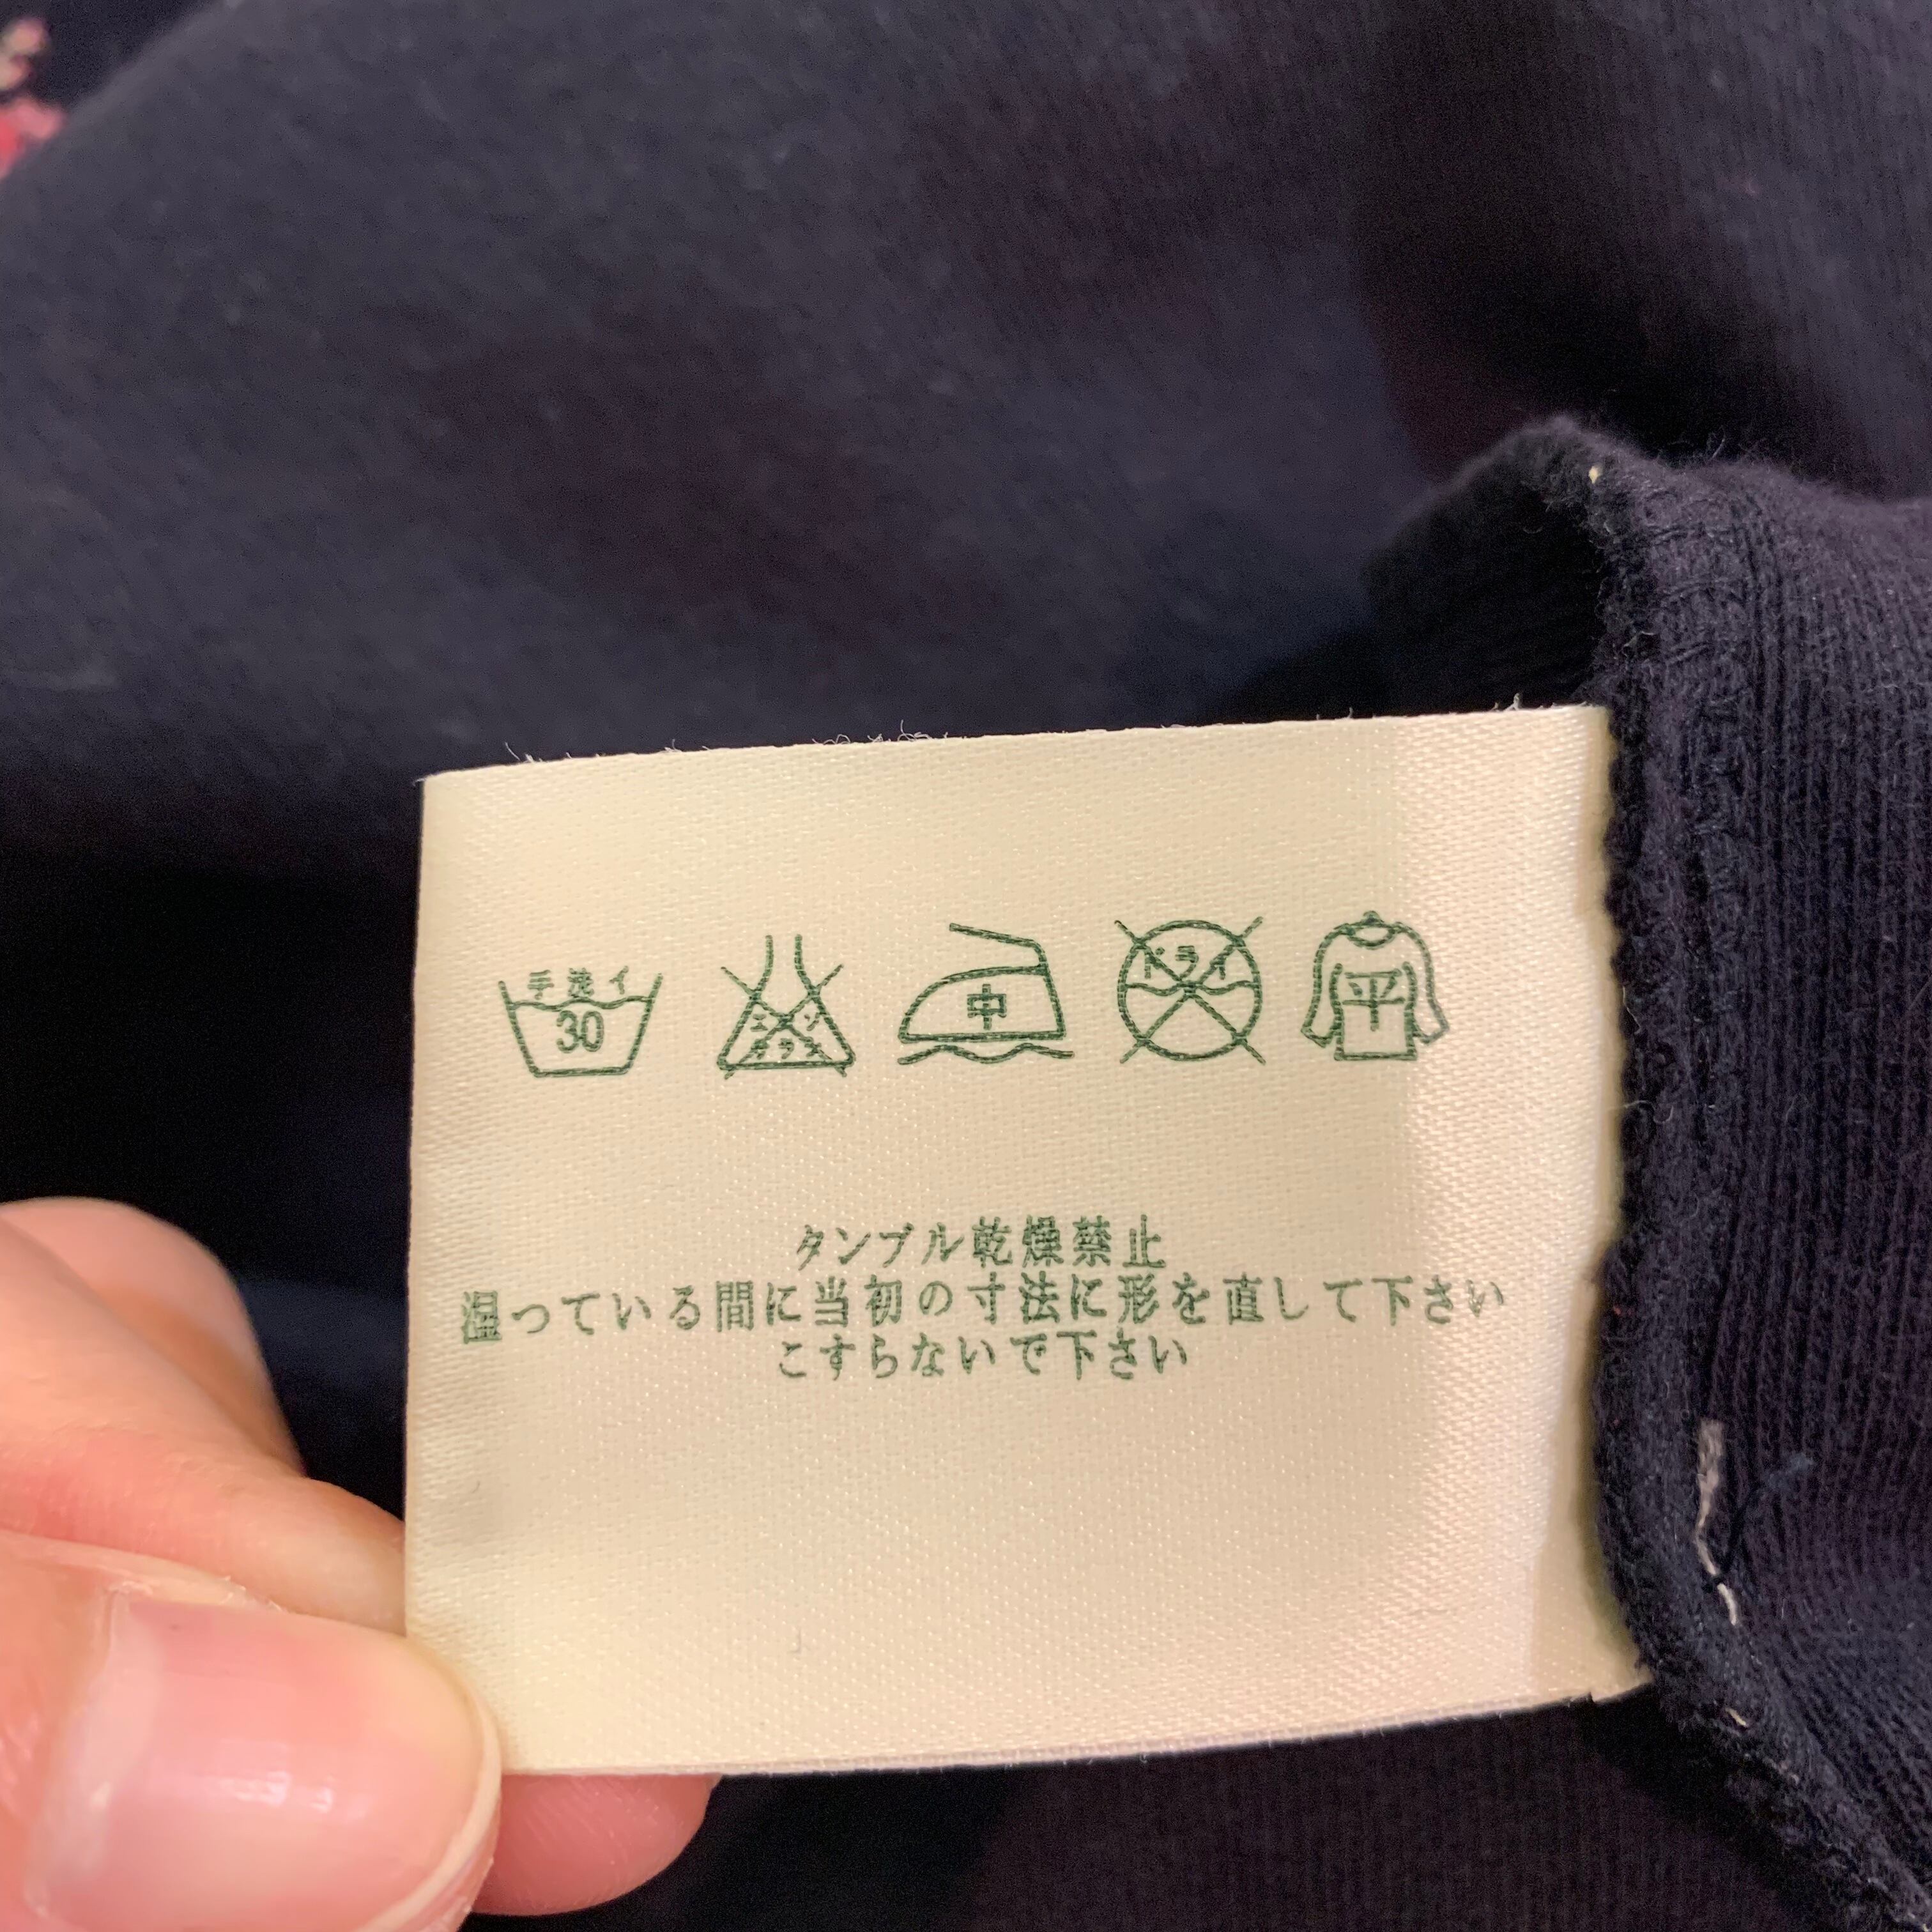 手洗イ 30 エンソ サラシ 中 ドライ 平
タンブル乾燥禁止
湿っている間に当初の寸法に形を直して下さい
こすらないで下さい